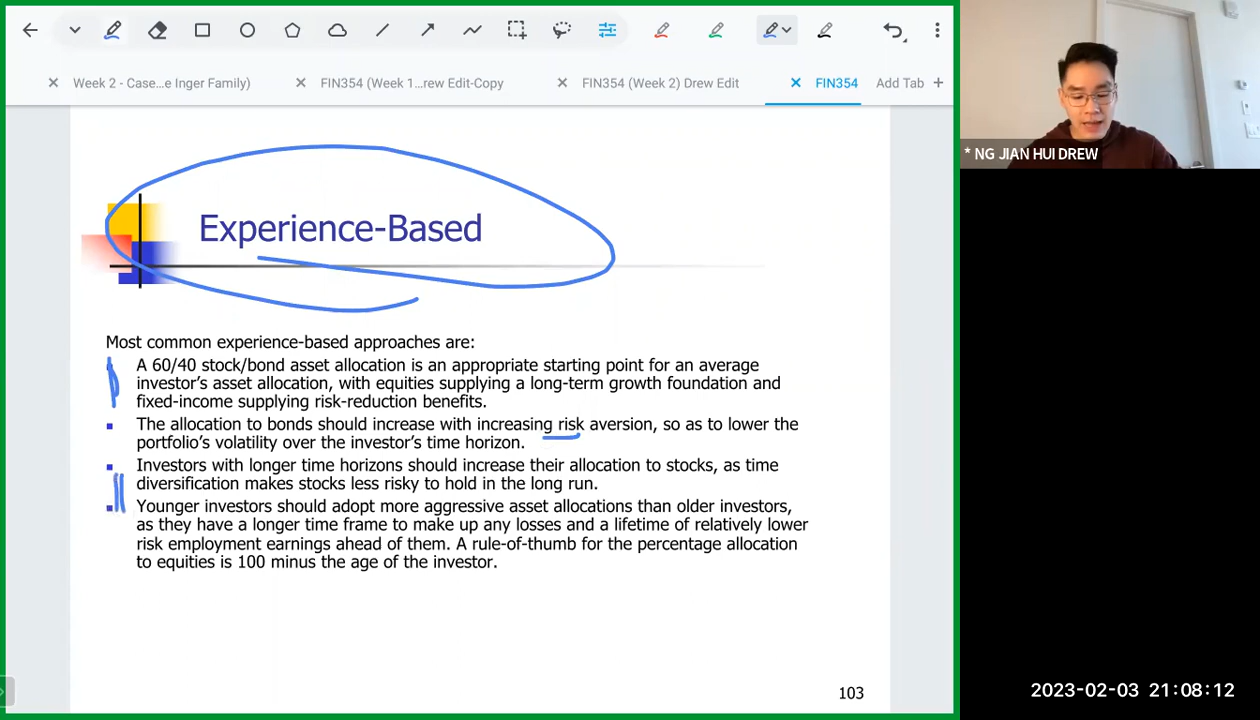 Week 2 - Case...e Inger Family)
FIN354 (Week 1...rew Edit-Copy
FIN354 (Week 2) Drew Edit
FIN354
Add Tab +
* NG JIAN HUI DREW
Experience-Based
Most common experience-based approaches are:
A 60/40 stock/bond asset allocation is an appropriate starting point for an average
investor's asset allocation, with equities supplying a long-term growth foundation and
fixed-income supplying risk-reduction benefits.
The allocation to bonds should increase with increasing risk aversion, so as to lower the
portfolio's volatility over the investor's time horizon.
Investors with longer time horizons should increase their allocation to stocks, as time
diversification makes stocks less risky to hold in the long run.
Younger investors should adopt more aggressive asset allocations than older investors,
as they have a longer time frame to make up any losses and a lifetime of relatively lower
risk employment earnings ahead of them. A rule-of-thumb for the percentage allocation
to equities is 100 minus the age of the investor.
103
2023-02-03 21:08:12